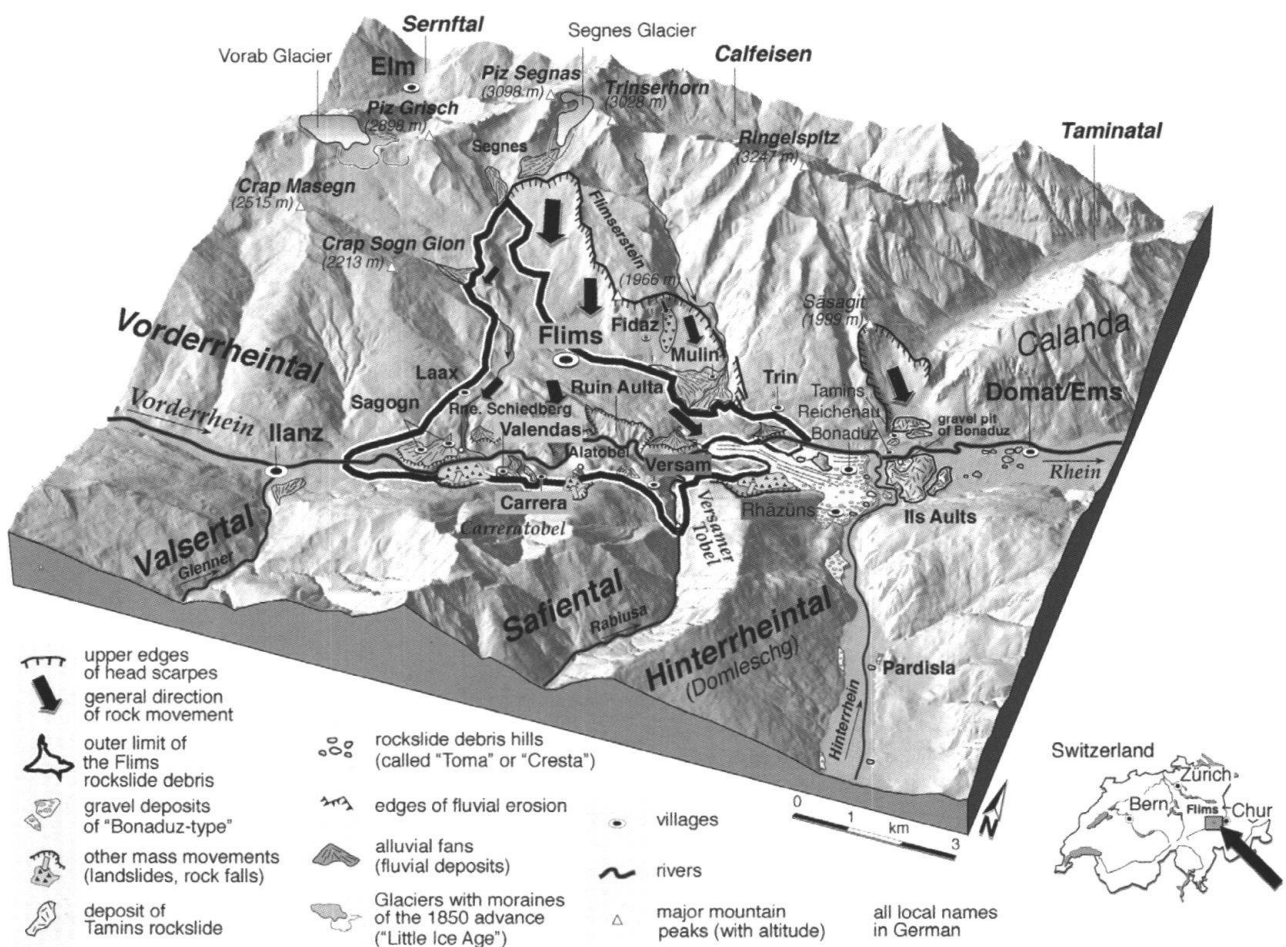 Sernftal
Segnes Glacier
Vorab Glacier
Elm
Calfeisen
Piz Segnas
(3098 m)
Trinserhorn
(3028 m)
Piz Grisch
(2898 m)
Ringelspitz
(3247 m)
Taminatal
Segnes
Crap Masegn
(2515 m)
Flimserstein
(1966 m)
Crap Sogn Gion
(2213 m)
Säsagit
(1999 m)
Calanda
Vorderrheintal
Flims
Fidaz
Mulin
Laax
Ruin Aulta
Trin
Tamins
Reichenau
Bonaduz
Domat/Ems
gravel pit
of Bonaduz
Sagogn
Rne. Schiedberg
Valendas
Vorderrhein
Ilanz
Alatobel
Versam
Rhein
Carrera
Carreratobel
Versamer
Tobel
Rhäzüns
Ils Aults
Valsertal
Glenner
Safiental
Rabiusa
Hinterrheintal
(Domleschg)
Pardisla
Hinterrhein
upper edges
of head scarpes
general direction
of rock movement
outer limit of
the Flims
rockslide debris
gravel deposits
of "Bonaduz-type"
other mass movements
(landslides, rock falls)
deposit of
Tamins rockslide
rockslide debris hills
(called "Toma" or "Cresta")
edges of fluvial erosion
alluvial fans
(fluvial deposits)
Glaciers with moraines
of the 1850 advance
("Little Ice Age")
villages
rivers
major mountain
peaks (with altitude)
all local names
in German
0
1
km
3
N
Switzerland
Zürich
Bern
Flims
Chur